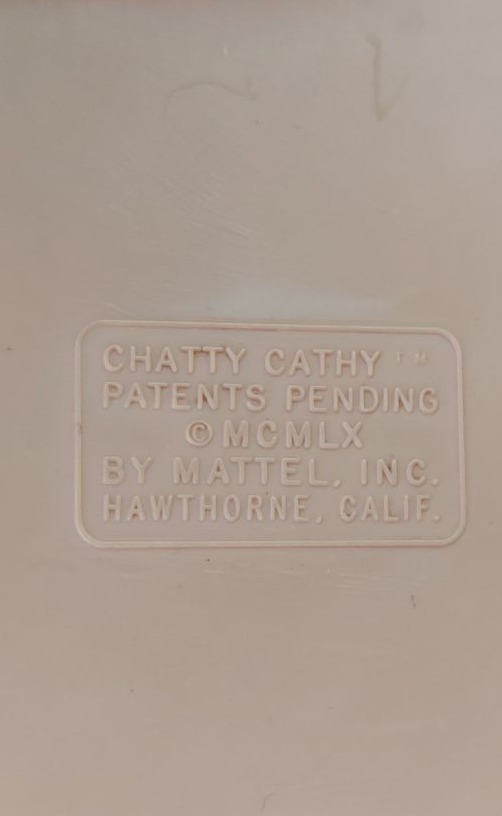 CHATTY CATHY ™
PATENTS PENDING
©MCMLX
BY MATTEL, INC.
HAWTHORNE, CALIF.